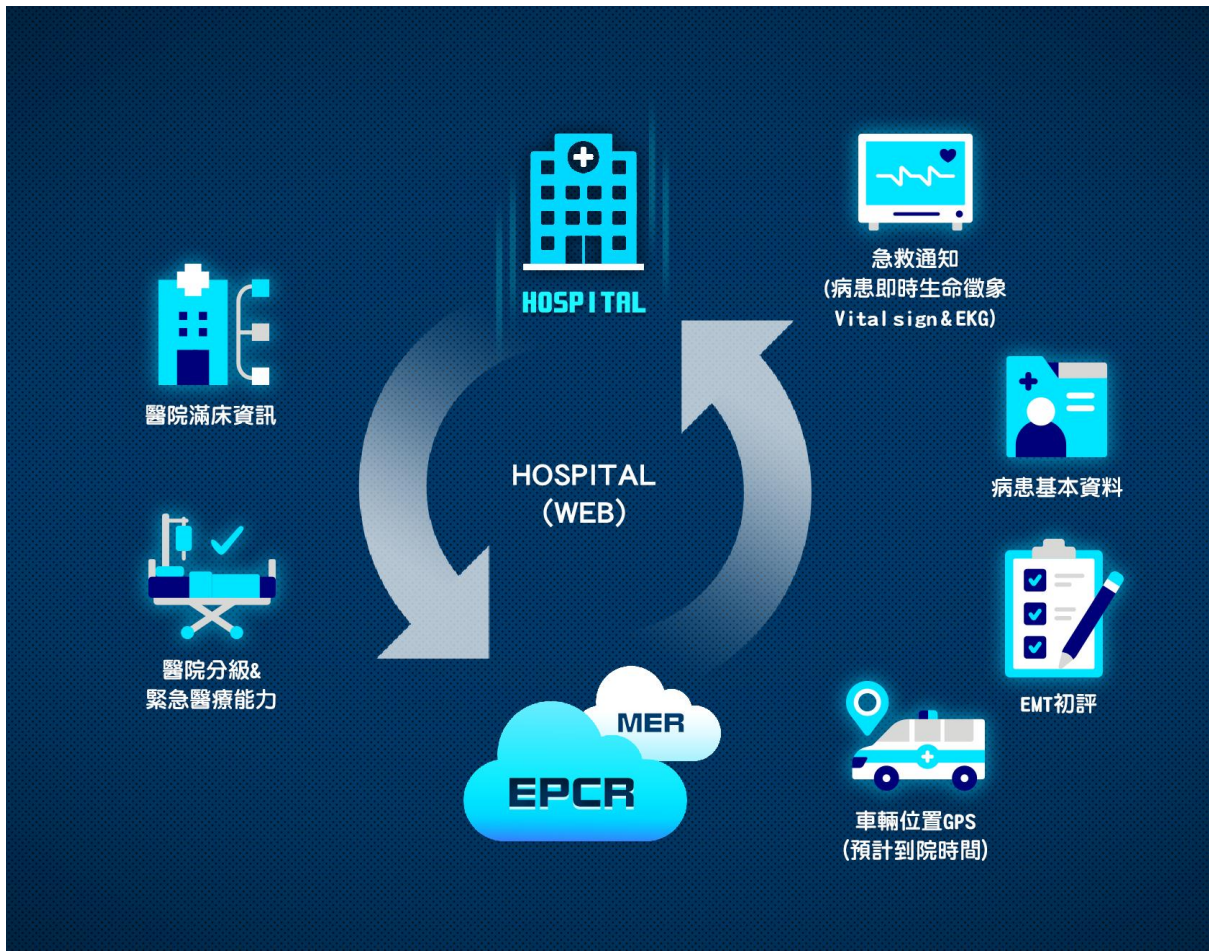 HOSPITAL
急救通知
(病患即時生命徵象
Vital sign&EKG)
醫院滿床資訊
HOSPITAL
(WEB)
病患基本資料
醫院分級&
緊急醫療能力
EMT初評
MER
EPCR
車輛位置GPS
(預計到院時間)